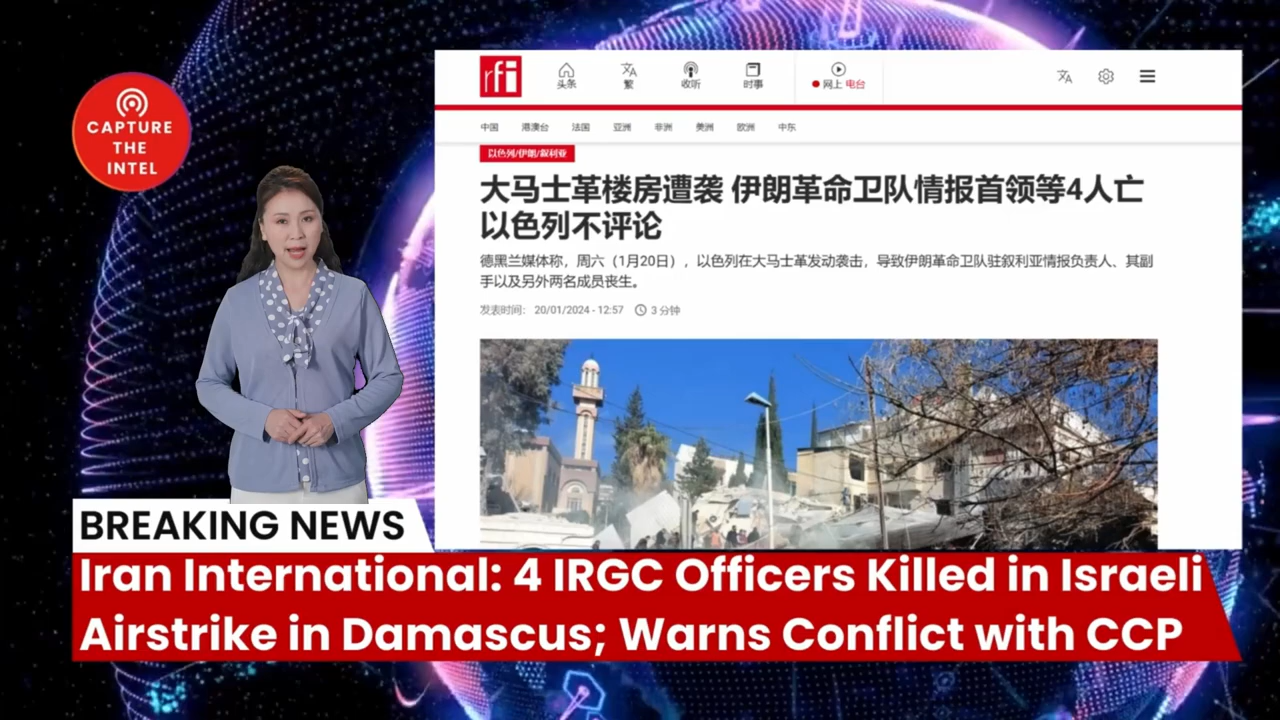 CAPTURE
THE
INTEL
rfi
头条
繁
收听
时事
网上 电台
中国 港澳台 法国 亚洲 非洲 美洲 欧洲 中东
以色列/伊朗/叙利亚
大马士革楼房遭袭 伊朗革命卫队情报首领等4人亡
以色列不评论
德黑兰媒体称，周六（1月20日），以色列在大马士革发动袭击，导致伊朗革命卫队驻叙利亚情报负责人、其副
手以及另外两名成员丧生。
发表时间： 20/01/2024 - 12:57 3 分钟
BREAKING NEWS
Iran International: 4 IRGC Officers Killed in Israeli
Airstrike in Damascus; Warns Conflict with CCP